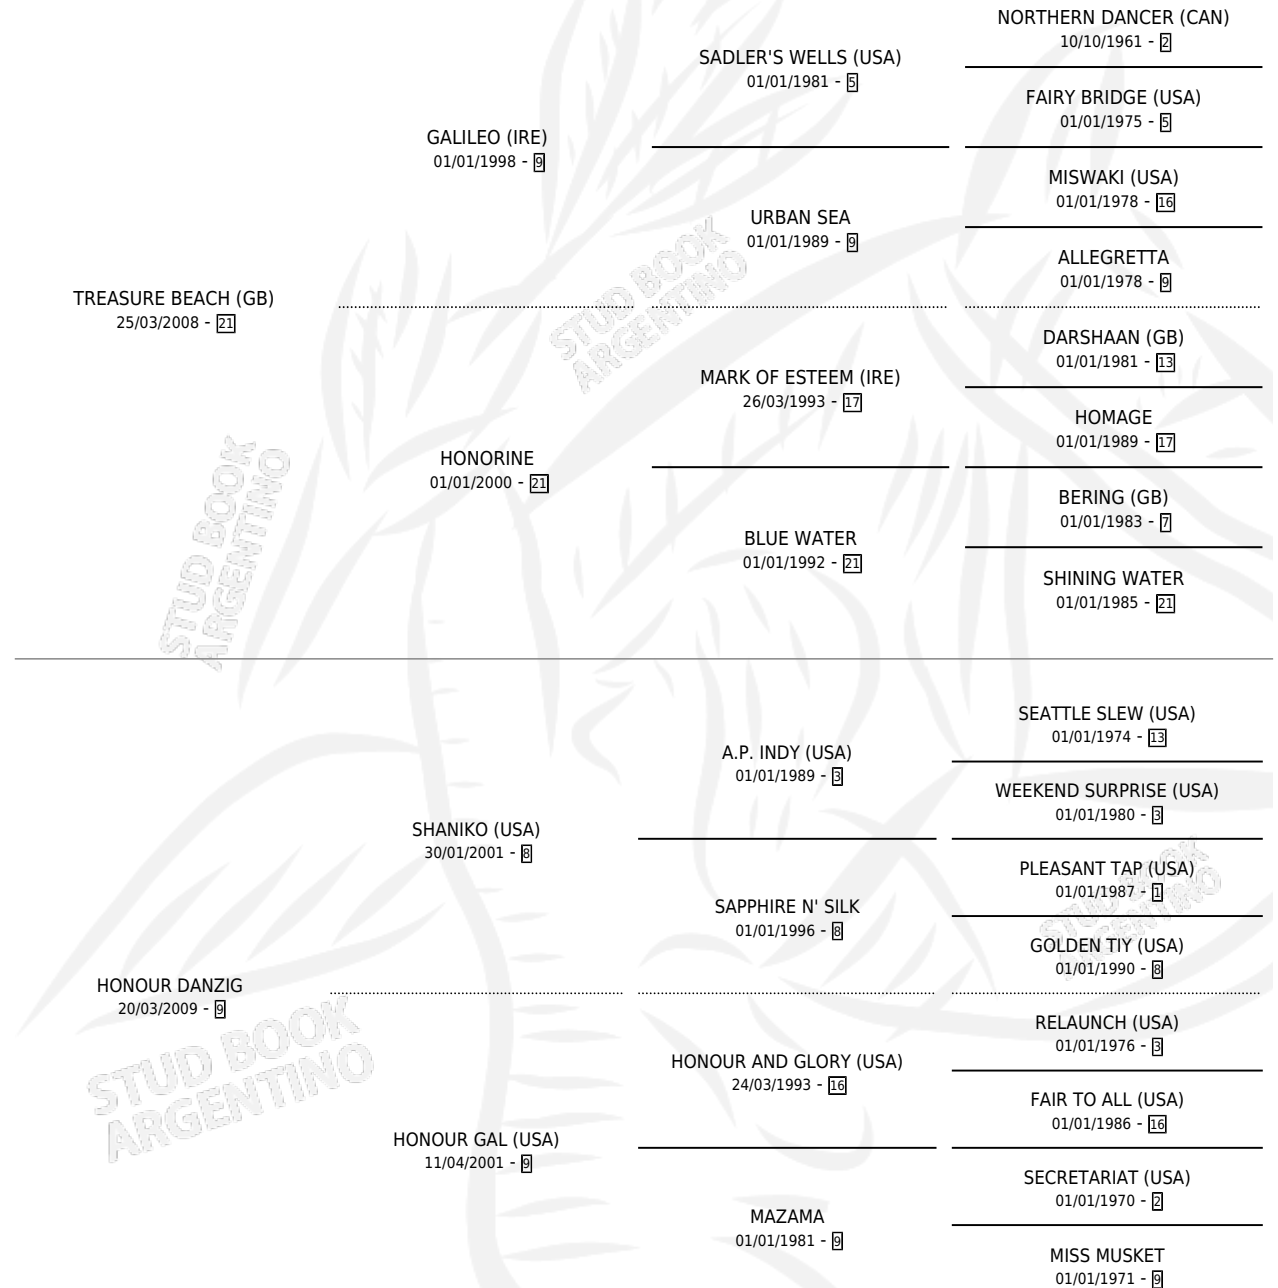 NORTHERN DANCER (CAN)
10/10/1961 - 2
SADLER'S WELLS (USA)
01/01/1981 - 5
FAIRY BRIDGE (USA)
01/01/1975 - 5
GALILEO (IRE)
01/01/1998 - 9
MISWAKI (USA)
01/01/1978 - 16
URBAN SEA
01/01/1989 - 9
ALLEGRETTA
01/01/1978 - 9
TREASURE BEACH (GB)
25/03/2008 - 21
DARSHAAN (GB)
01/01/1981 - 13
MARK OF ESTEEM (IRE)
26/03/1993 - 17
HOMAGE
01/01/1989 - 17
HONORINE
01/01/2000 - 21
BERING (GB)
01/01/1983 - 7
BLUE WATER
01/01/1992 - 21
SHINING WATER
01/01/1985 - 21
SEATTLE SLEW (USA)
01/01/1974 - 13
A.P. INDY (USA)
01/01/1989 - 3
WEEKEND SURPRISE (USA)
01/01/1980 - 3
SHANIKO (USA)
30/01/2001 - 8
PLEASANT TAP (USA)
01/01/1987 - 1
SAPPHIRE N' SILK
01/01/1996 - 8
GOLDEN TIY (USA)
01/01/1990 - 8
HONOUR DANZIG
20/03/2009 - 9
RELAUNCH (USA)
01/01/1976 - 3
HONOUR AND GLORY (USA)
24/03/1993 - 16
FAIR TO ALL (USA)
01/01/1986 - 16
HONOUR GAL (USA)
11/04/2001 - 9
SECRETARIAT (USA)
01/01/1970 - 2
MAZAMA
01/01/1981 - 9
MISS MUSKET
01/01/1971 - 9
STUD BOOK
ARGENTINO
STUD BOOK
ARGENTINO
STUD BOOK
ARGENTINO
STUD BOOK
ARGENTINO